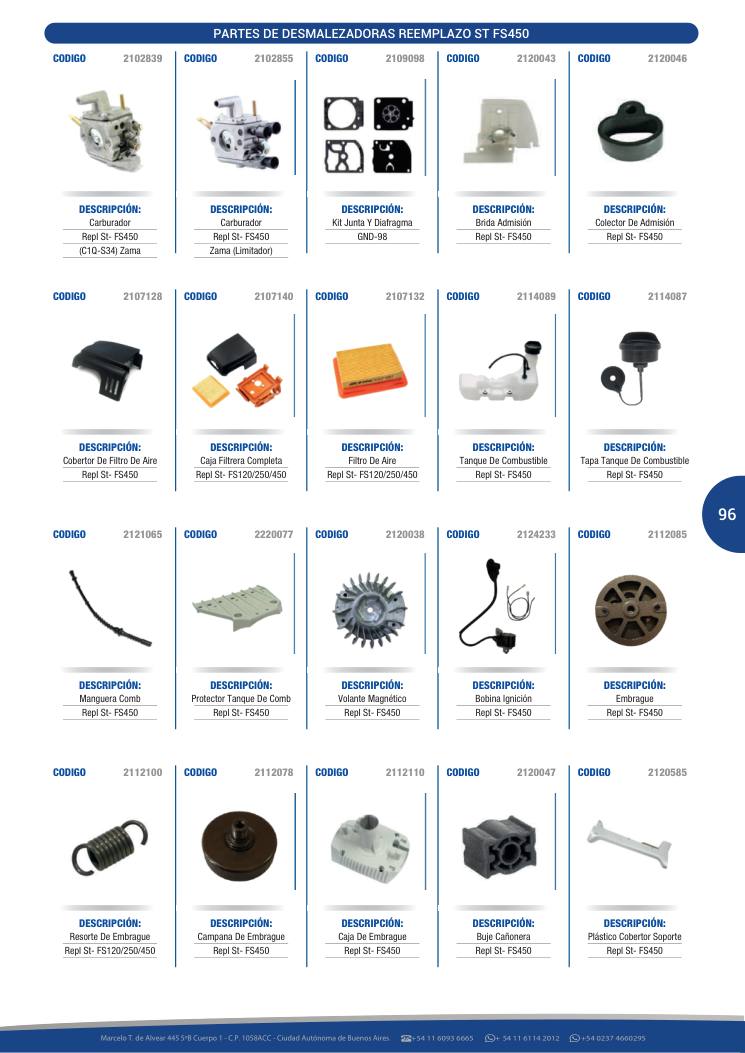 PARTES DE DESMALEZADORAS REEMPLAZO ST FS450
CODIGO 2102839
DESCRIPCIÓN:
Carburador
Repl St- FS450
(C1Q-S34) Zama
CODIGO 2102855
DESCRIPCIÓN:
Carburador
Repl St- FS450
Zama (Limitador)
CODIGO 2109098
DESCRIPCIÓN:
Kit Junta Y Diafragma
GND-98
CODIGO 2120043
DESCRIPCIÓN:
Brida Admisión
Repl St- FS450
CODIGO 2120046
DESCRIPCIÓN:
Colector De Admisión
Repl St- FS450
CODIGO 2107128
DESCRIPCIÓN:
Cobertor De Filtro De Aire
Repl St- FS450
CODIGO 2107140
DESCRIPCIÓN:
Caja Filtrera Completa
Repl St- FS120/250/450
CODIGO 2107132
DESCRIPCIÓN:
Filtro De Aire
Repl St- FS120/250/450
CODIGO 2114089
DESCRIPCIÓN:
Tanque De Combustible
Repl St- FS450
CODIGO 2114087
DESCRIPCIÓN:
Tapa Tanque De Combustible
Repl St- FS450
96
CODIGO 2121065
DESCRIPCIÓN:
Manguera Comb
Repl St- FS450
CODIGO 2220077
DESCRIPCIÓN:
Protector Tanque De Comb
Repl St- FS450
CODIGO 2120038
DESCRIPCIÓN:
Volante Magnético
Repl St- FS450
CODIGO 2124233
DESCRIPCIÓN:
Bobina Ignición
Repl St- FS450
CODIGO 2112085
DESCRIPCIÓN:
Embrague
Repl St- FS450
CODIGO 2112100
DESCRIPCIÓN:
Resorte De Embrague
Repl St- FS120/250/450
CODIGO 2112078
DESCRIPCIÓN:
Campana De Embrague
Repl St- FS450
CODIGO 2112110
DESCRIPCIÓN:
Caja De Embrague
Repl St- FS450
CODIGO 2120047
DESCRIPCIÓN:
Buje Cañonera
Repl St- FS450
CODIGO 2120585
DESCRIPCIÓN:
Plástico Cobertor Soporte
Repl St- FS450
Marcelo T. de Alvear 445 5ºB Cuerpo 1 - C.P. 1058ACC - Ciudad Autónoma de Buenos Aires. +54 11 6093 6665 + 54 11 6114 2012 +54 0237 4660295